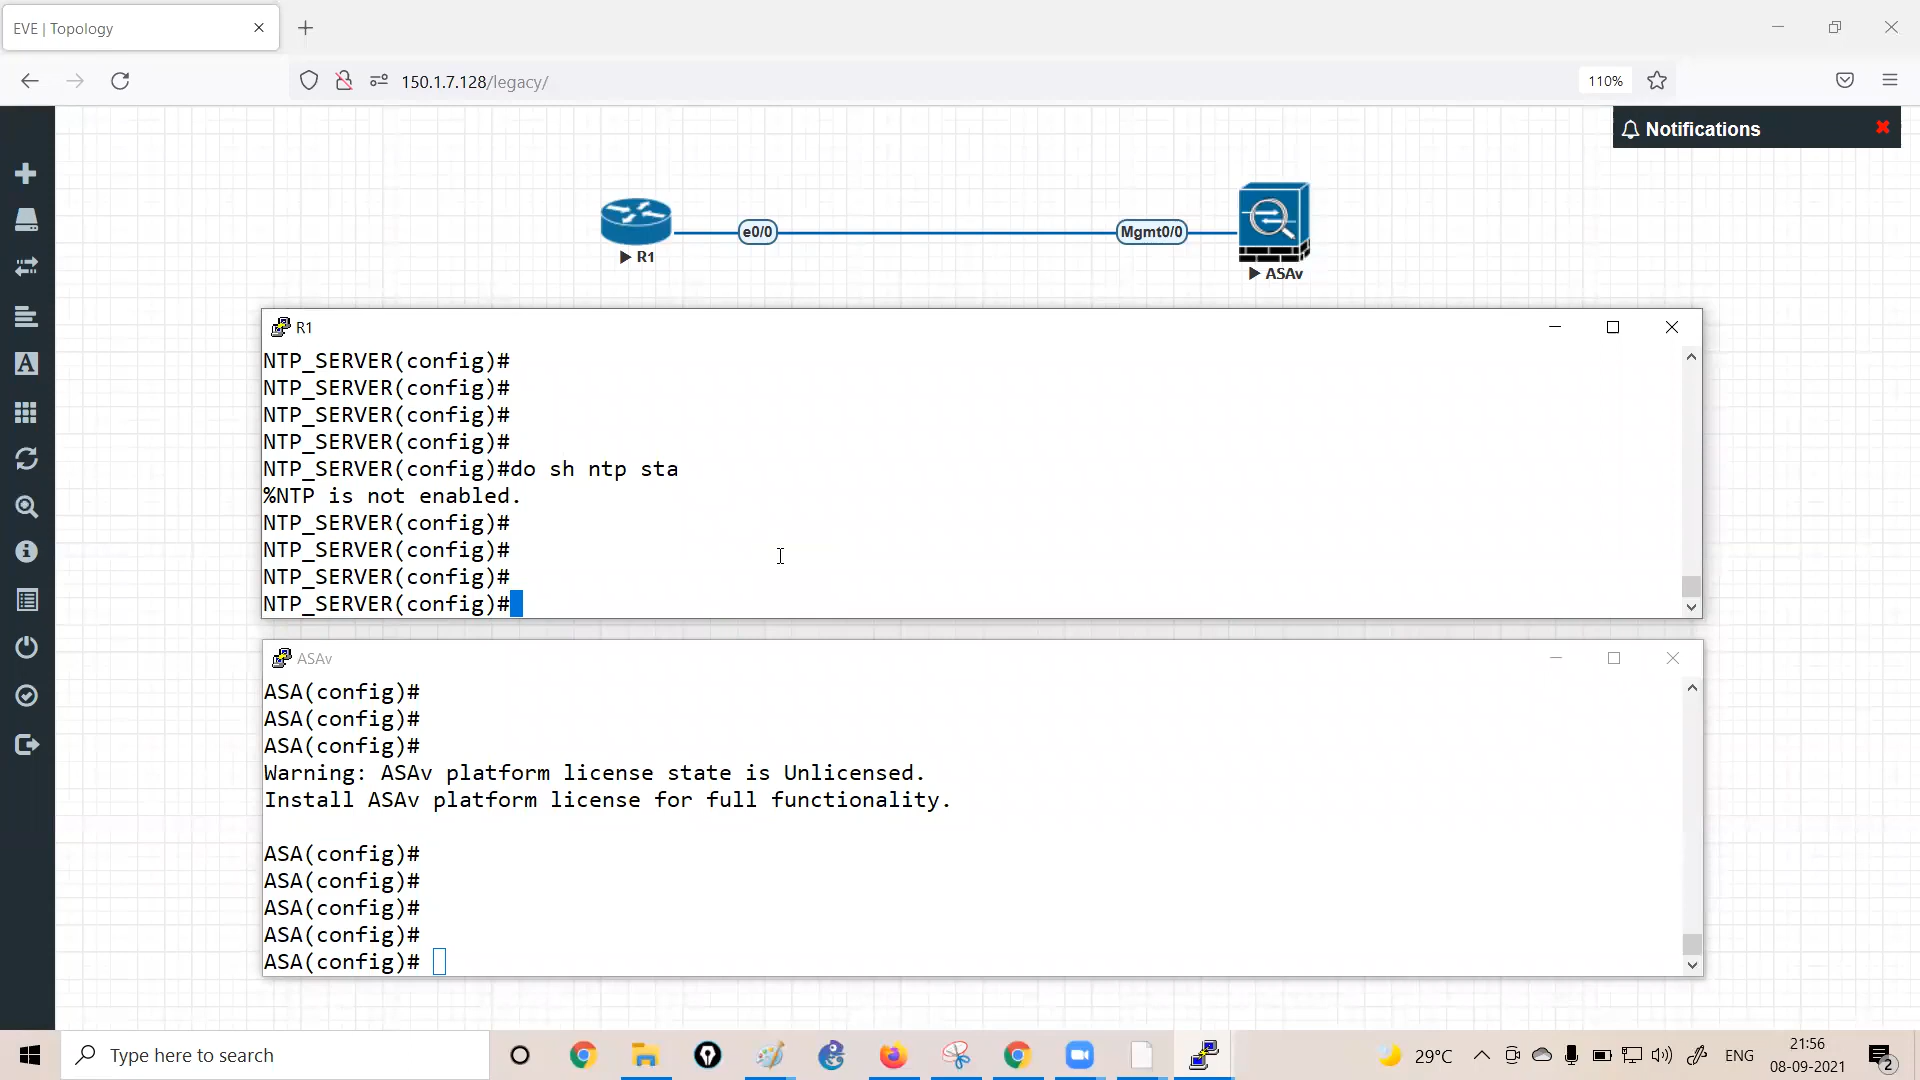 EVE | Topology
150.1.7.128/legacy/
110%
Notifications
e0/0
Mgmt0/0
R1
ASAv
R1
NTP_SERVER(config)#
NTP_SERVER(config)#
NTP_SERVER(config)#
NTP_SERVER(config)#
NTP_SERVER(config)#do sh ntp sta
%NTP is not enabled.
NTP_SERVER(config)#
NTP_SERVER(config)#
NTP_SERVER(config)#
NTP_SERVER(config)#
ASAv
ASA(config)#
ASA(config)#
ASA(config)#
Warning: ASAv platform license state is Unlicensed.
Install ASAv platform license for full functionality.
ASA(config)#
ASA(config)#
ASA(config)#
ASA(config)#
ASA(config)#
Type here to search
29°C
ENG
21:56
08-09-2021
2